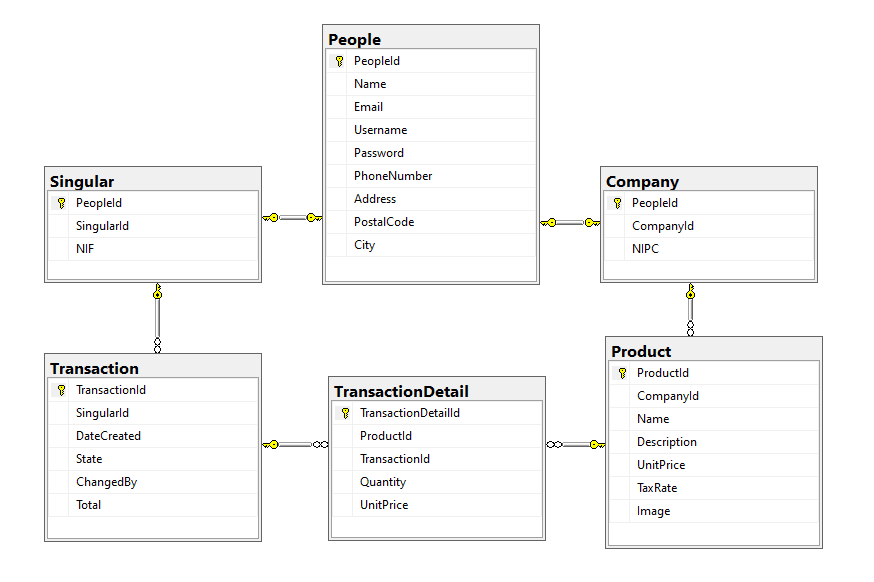 People
PeopleId
Name
Email
Username
Password
PhoneNumber
Address
PostalCode
City
Singular
PeopleId
SingularId
NIF
Company
PeopleId
CompanyId
NIPC
Transaction
TransactionId
SingularId
DateCreated
State
ChangedBy
Total
TransactionDetail
TransactionDetailId
ProductId
TransactionId
Quantity
UnitPrice
Product
ProductId
CompanyId
Name
Description
UnitPrice
TaxRate
Image